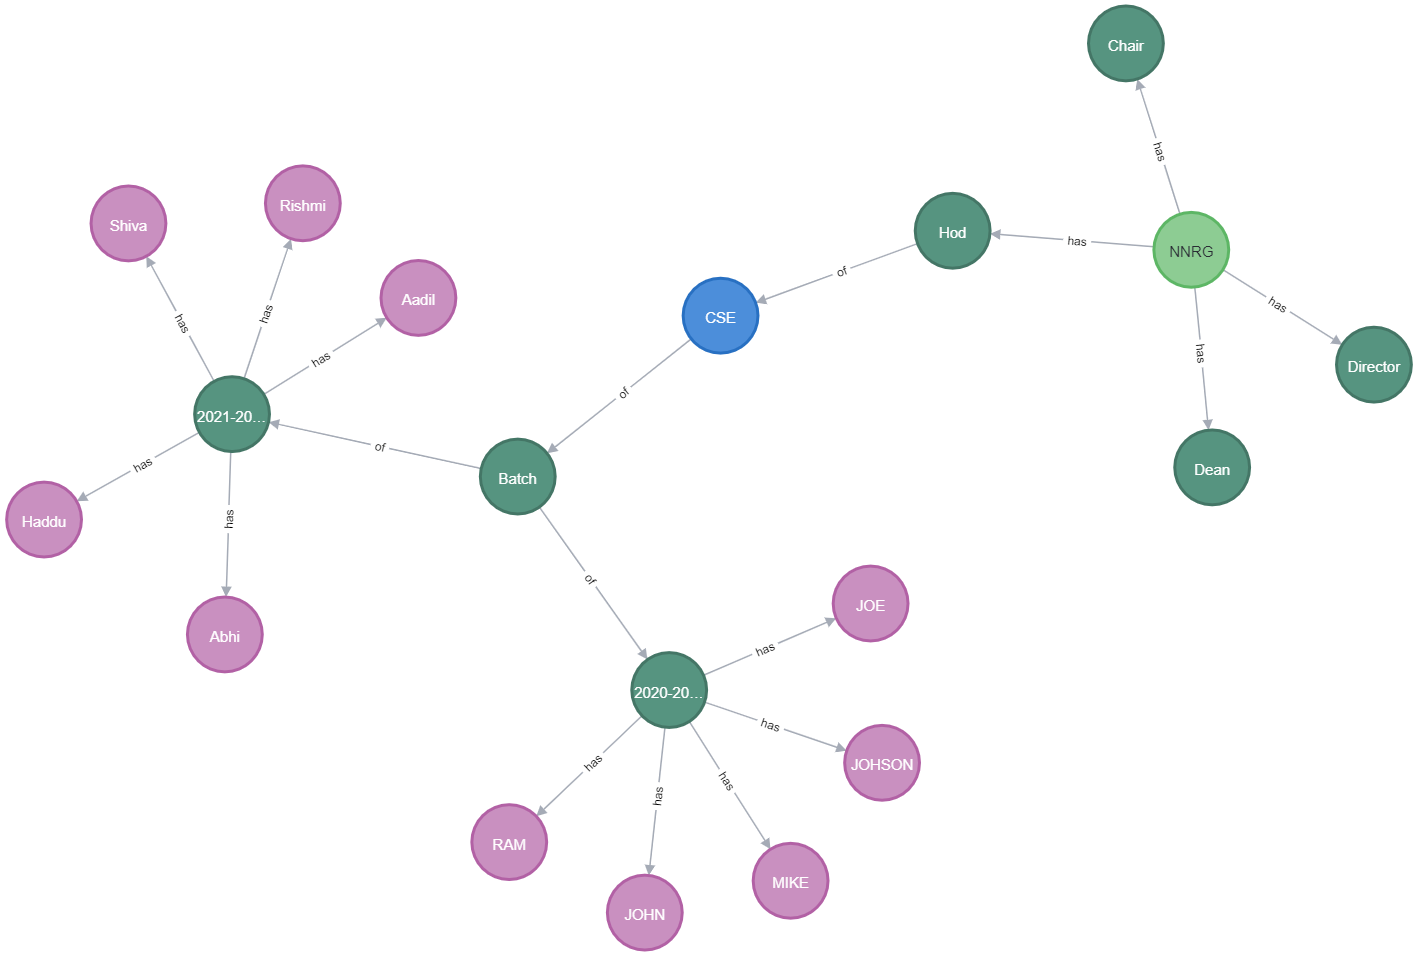 Chair
has
Shiva
Rishmi
Hod
has
NNRG
of
Aadil
has
CSE
has
has
has
has
Director
of
2021-20...
of
has
Batch
Dean
has
Haddu
of
JOE
Abhi
has
2020-20...
has
has
has
has
JOHSON
RAM
MIKE
JOHN